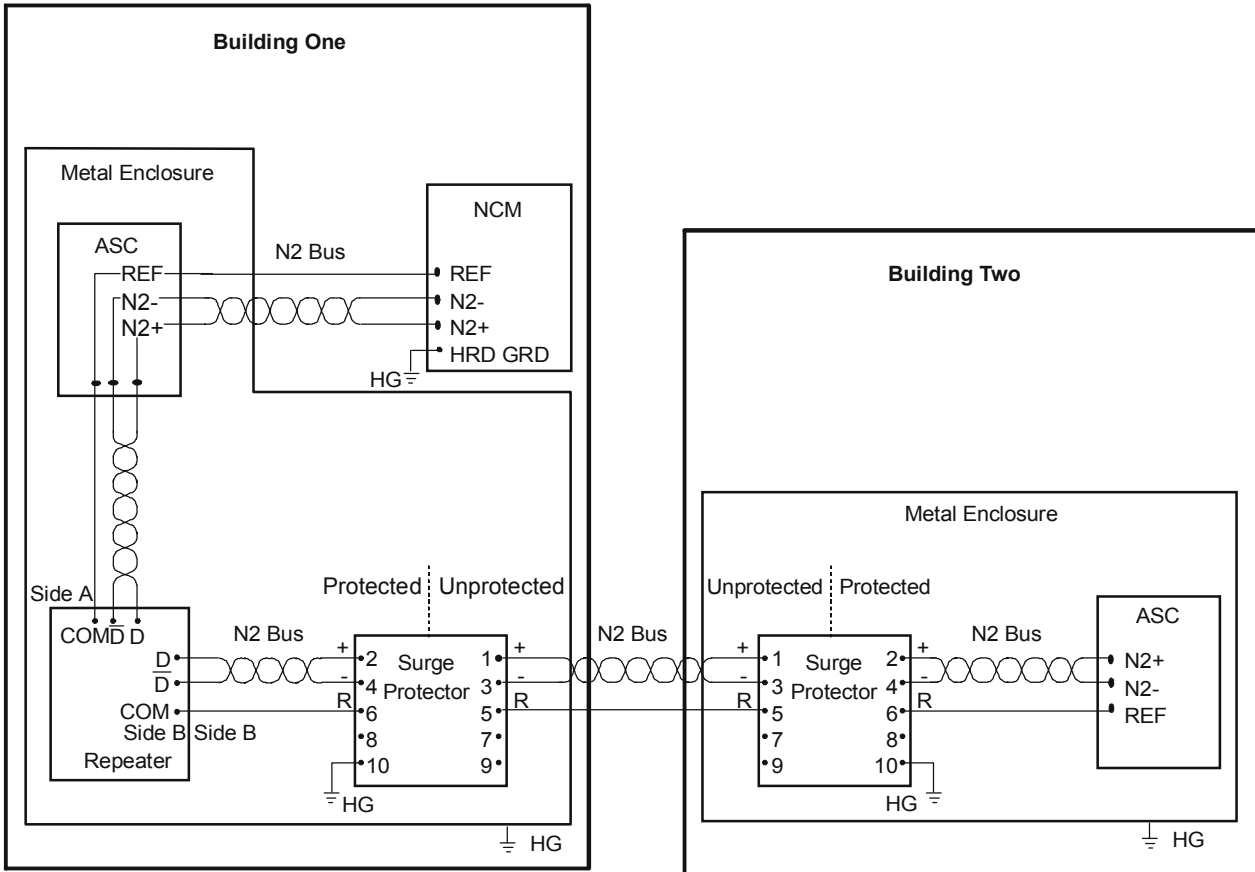 Building One
Metal Enclosure
ASC
REF
N2-
N2+
N2 Bus
NCM
REF
N2-
N2+
HRD GRD
HG
Side A
COM D̅ D
D
D̅
COM
Side B Side B
Repeater
N2 Bus
Protected Unprotected
+
-
R
2
4
6
8
10
Surge
Protector
1
3
5
7
9
+
-
R
HG
HG
N2 Bus
Building Two
Metal Enclosure
Unprotected Protected
+
-
R
1
3
5
7
9
Surge
Protector
2
4
6
8
10
+
-
R
HG
N2 Bus
ASC
N2+
N2-
REF
HG